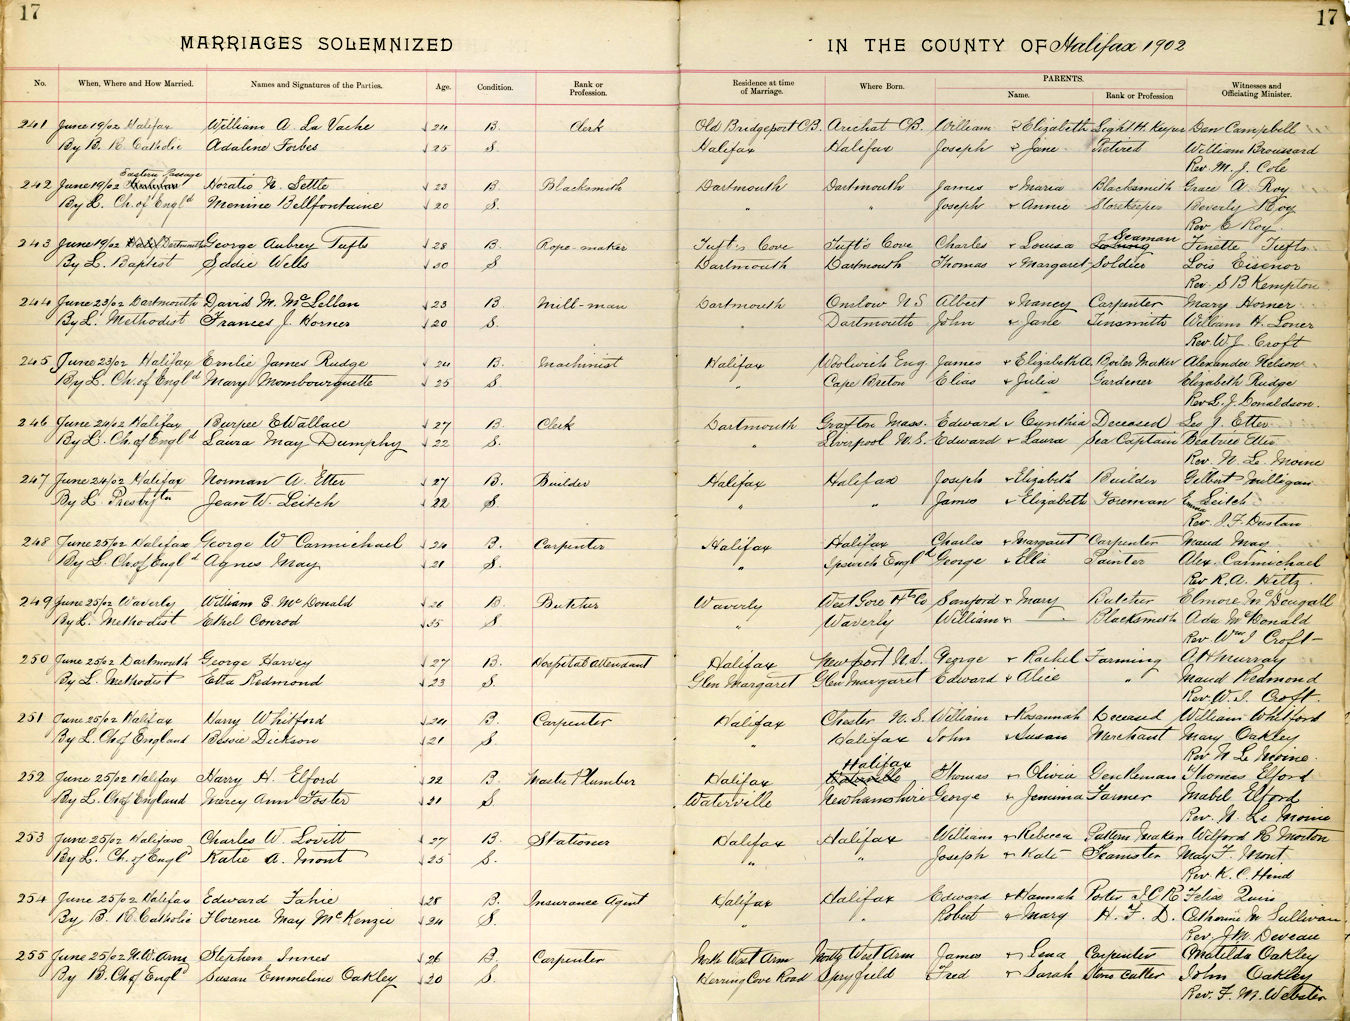 17
17
MARRIAGES SOLEMNIZED
IN THE COUNTY OF Halifax 1902
No. When, Where and How Married. Names and Signatures of the Parties. Age. Condition. Rank or Profession. Residence at time of Marriage. Where Born. PARENTS. Name. Rank or Profession Witnesses and Officiating Minister.
241 June 19/02 Halifax William A. La Vache 24 B. Clerk Old Bridgeport CB. Arichat CB. William & Elizabeth Light H. Keeper Dan Campbell
By B. R. Catholic Adaline Forbes 25 S. Halifax Halifax Joseph & Jane Retired William Broussard
Rev. M. J. Cole
Eastern Passage
242 June 19/02 Horatio N. Settle 23 B. Blacksmith Dartmouth Dartmouth James & Maria Blacksmith Grace A. Roy
By L. Ch. of Engld Menine Bellfontaine 20 S. " " Joseph & Annie Storekeeper Beverly Roy
Rev E Roy
243 June 19/02 Dartmouth George Aubrey Tufts 28 B. Rope-maker Tuft's Cove Tuft's Cove Charles & Louisa Seaman Finette Tufts
By L. Baptist Eddie Wells 30 S. Dartmouth Dartmouth Thomas & Margaret Soldier Lois Eisenor
Rev. S B Kempton
244 June 23/02 Dartmouth David M. McLellan 23 B Mill-man Dartmouth Onslow N S Albert & Nancy Carpenter Mary Horner
By L. Methodist Frances J. Horner 20 S. " Dartmouth John & Jane Tinsmith William H. Loner
Rev W J. Croft
245 June 23/02 Halifax Emlie James Rudge 24 B. Machinist Halifax Woolwich Eng. James & Elizabeth A. Boiler Maker Alexander Nelson
By L. Ch. of Engld Mary Mombourquette 25 S. " Cape Breton Elias & Julia Gardener Elizabeth Rudge
Rev L. J. Donaldson.
246 June 24/02 Halifax Burpee E Wallace 27 B. Clerk Dartmouth Grafton Mass. Edward & Cynthia Deceased Leo J. Etter
By L. Ch. of Engld Laura May Dumphy 22 S. " Liverpool N.S. Edward & Laura Sea Captain Beatrice Etter
Rev. N. Le Moine
247 June 24/02 Halifax Norman A. Etter 27 B. Builder Halifax Halifax Joseph & Elizabeth Builder Gilbert Milligan
By L. Presbytn Jean W. Leitch 22 S. " " James & Elizabeth Foreman Emma Leitch
Rev. J. F. Dustan
248 June 25/02 Halifax George W Carmichael 24 B. Carpenter Halifax Halifax Charles & Margaret Carpenter Maud May
By L. Ch. of Engld Agnes May 21 S. " Ipswich Engld George & Ella Painter Alex. Carmichael
Rev R. A. Hiltz
249 June 25/02 Waverly William E. McDonald 26 B. Butcher Waverly West Gore Hts Co Sanford & Mary Butcher Elmore McDougall
By L. Methodist Ethel Conrod 35 S. " Waverly William & — Blacksmith Ada McDonald
Rev Wm J Croft
250 June 25/02 Dartmouth George Harvey 27 B. Hospital Attendant Halifax Newport N.S. George & Rachel Farming A H Murray
By L. Methodist Etta Redmond 23 S. Glen Margaret Glen Margaret Edward & Alice " Maud Redmond
Rev. W. J. Croft.
251 June 25/02 Halifax Harry Whitford 24 B. Carpenter Halifax Chester N.S. William & Rosannah Deceased William Whitford
By L. Ch of England Bessie Dickson 21 S. " Halifax John & Susan Merchant Mary Oakley
Rev N Le Moine.
Halifax
252 June 25/02 Halifax Harry H. Elford 22 B. Master Plumber Halifax Waterville Thomas & Olivia Gentleman Thomas Elford
By L. Ch of England Mercy Ann Foster 21 S. Waterville New hamshire George & Jemima Farmer Mabel Elford
Rev. N. Le Moine
253 June 25/02 Halifax Charles W. Lovitt 27 B. Stationer Halifax Halifax William & Rebecca Pattern Maker Wilford R Morton
By L. Ch. of Engld Katie A. Mont 25 S. " " Joseph & Kate Teamster May F. Mont.
Rev K. C. Hind
254 June 25/02 Halifax Edward Fahie 28 B. Insurance Agent Halifax Halifax Edward & Hannah Porter I.C.R Felix Quinn
By B. R. Catholic Florence May McKenzie 24 S. " " Robert & Mary H. F. D. Catharine M Sullivan
Rev J. M. Deveau
255 June 25/02 N.W. Arm Stephen Innes 26 B. Carpenter North West Arm North West Arm James & Lena Carpenter Matilda Oakley
By B. Ch of Engld Susan Emmeline Oakley 20 S. Herring Cove Road Spryfield Fred & Sarah Stone Cutter John Oakley
Rev. F. M. Webster